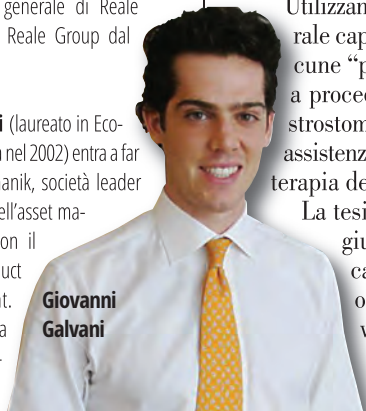 generale di Reale
Reale Group dal
i (laureato in Eco-
nel 2002) entra a far
anik, società leader
ell'asset ma-
on il
uct
t.
a
Giovanni
Galvani
Utilizzan
rale cap
cune “p
a proced
strostom
assistenz
terapia de
La tesi
giu
ca
o